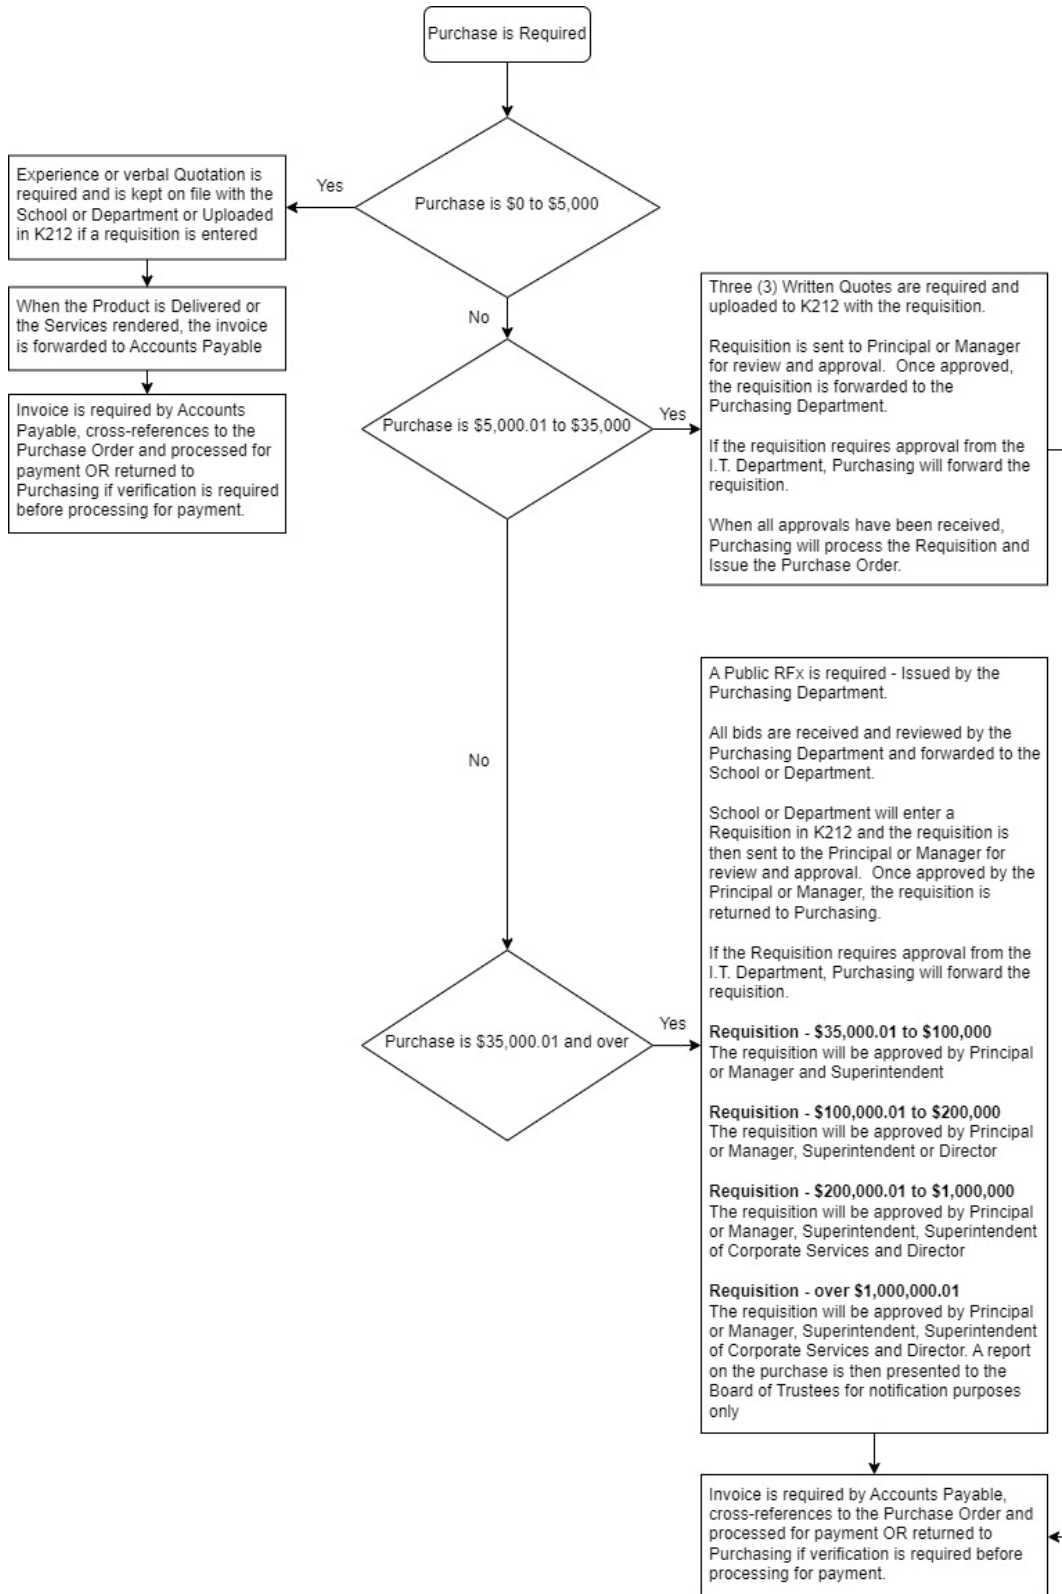 Purchase is Required
Purchase is $0 to $5,000
Yes
Experience or verbal Quotation is
required and is kept on file with the
School or Department or Uploaded
in K212 if a requisition is entered
When the Product is Delivered or
the Services rendered, the invoice
is forwarded to Accounts Payable
Invoice is required by Accounts
Payable, cross-references to the
Purchase Order and processed for
payment OR returned to
Purchasing if verification is required
before processing for payment.
No
Purchase is $5,000.01 to $35,000
Yes
Three (3) Written Quotes are required and
uploaded to K212 with the requisition.
Requisition is sent to Principal or Manager
for review and approval.  Once approved,
the requisition is forwarded to the
Purchasing Department.
If the requisition requires approval from the
I.T. Department, Purchasing will forward the
requisition.
When all approvals have been received,
Purchasing will process the Requisition and
Issue the Purchase Order.
No
Purchase is $35,000.01 and over
Yes
A Public RFx is required - Issued by the
Purchasing Department.
All bids are received and reviewed by the
Purchasing Department and forwarded to the
School or Department.
School or Department will enter a
Requisition in K212 and the requisition is
then sent to the Principal or Manager for
review and approval.  Once approved by the
Principal or Manager, the requisition is
returned to Purchasing.
If the Requisition requires approval from the
I.T. Department, Purchasing will forward the
requisition.
Requisition - $35,000.01 to $100,000
The requisition will be approved by Principal
or Manager and Superintendent
Requisition - $100,000.01 to $200,000
The requisition will be approved by Principal
or Manager, Superintendent or Director
Requisition - $200,000.01 to $1,000,000
The requisition will be approved by Principal
or Manager, Superintendent, Superintendent
of Corporate Services and Director
Requisition - over $1,000,000.01
The requisition will be approved by Principal
or Manager, Superintendent, Superintendent
of Corporate Services and Director. A report
on the purchase is then presented to the
Board of Trustees for notification purposes
only
Invoice is required by Accounts Payable,
cross-references to the Purchase Order and
processed for payment OR returned to
Purchasing if verification is required before
processing for payment.